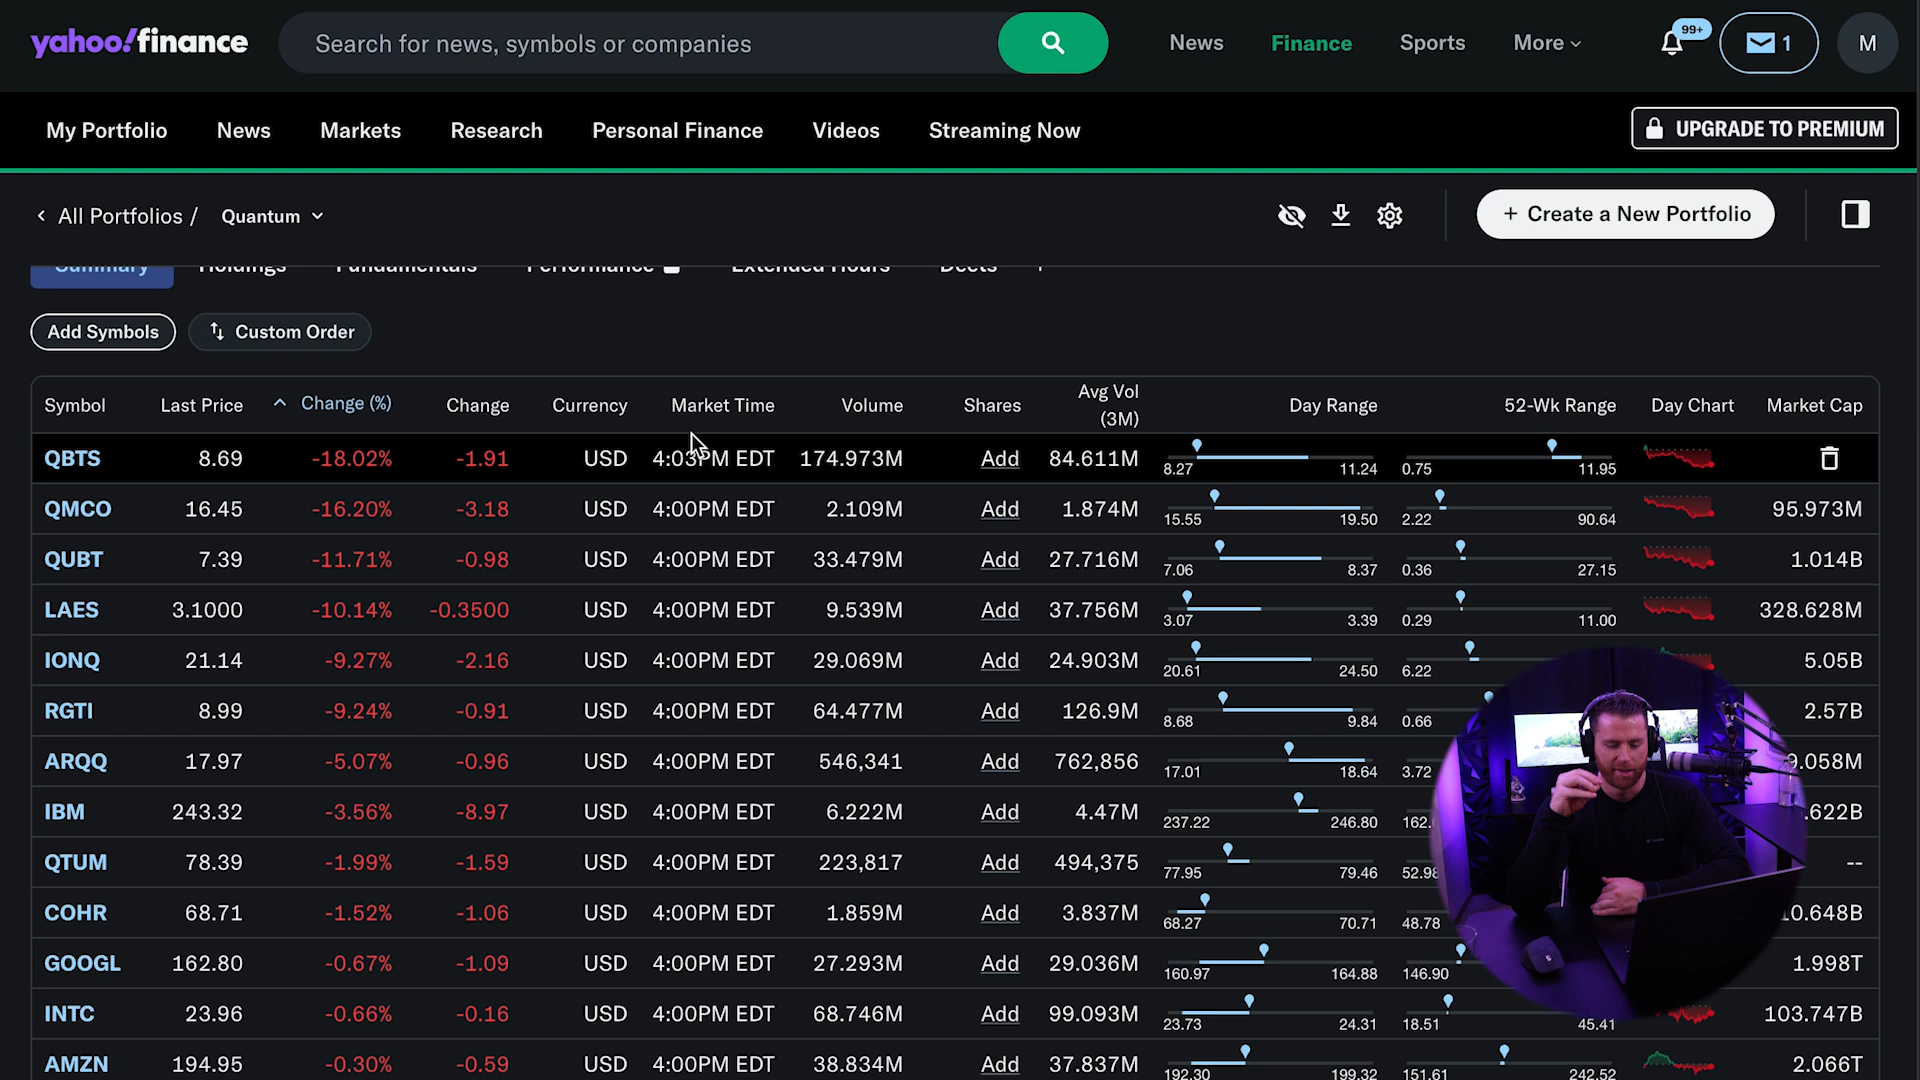 yahoo!finance Search for news, symbols or companies News Finance Sports More 99+ 1 M
My Portfolio News Markets Research Personal Finance Videos Streaming Now UPGRADE TO PREMIUM
All Portfolios / Quantum + Create a New Portfolio
Summary Holdings Fundamentals Performance Extended Hours Deets +
Add Symbols Custom Order
Symbol Last Price Change (%) Change Currency Market Time Volume Shares Avg Vol (3M) Day Range 52-Wk Range Day Chart Market Cap
QBTS 8.69 -18.02% -1.91 USD 4:03PM EDT 174.973M Add 84.611M 8.27 11.24 0.75 11.95
QMCO 16.45 -16.20% -3.18 USD 4:00PM EDT 2.109M Add 1.874M 15.55 19.50 2.22 90.64 95.973M
QUBT 7.39 -11.71% -0.98 USD 4:00PM EDT 33.479M Add 27.716M 7.06 8.37 0.36 27.15 1.014B
LAES 3.1000 -10.14% -0.3500 USD 4:00PM EDT 9.539M Add 37.756M 3.07 3.39 0.29 11.00 328.628M
IONQ 21.14 -9.27% -2.16 USD 4:00PM EDT 29.069M Add 24.903M 20.61 24.50 6.22 5.05B
RGTI 8.99 -9.24% -0.91 USD 4:00PM EDT 64.477M Add 126.9M 8.68 9.84 0.66 2.57B
ARQQ 17.97 -5.07% -0.96 USD 4:00PM EDT 546,341 Add 762,856 17.01 18.64 3.72 9.058M
IBM 243.32 -3.56% -8.97 USD 4:00PM EDT 6.222M Add 4.47M 237.22 246.80 162. .622B
QTUM 78.39 -1.99% -1.59 USD 4:00PM EDT 223,817 Add 494,375 77.95 79.46 52.98 --
COHR 68.71 -1.52% -1.06 USD 4:00PM EDT 1.859M Add 3.837M 68.27 70.71 48.78 10.648B
GOOGL 162.80 -0.67% -1.09 USD 4:00PM EDT 27.293M Add 29.036M 160.97 164.88 146.90 1.998T
INTC 23.96 -0.66% -0.16 USD 4:00PM EDT 68.746M Add 99.093M 23.73 24.31 18.51 45.41 103.747B
AMZN 194.95 -0.30% -0.59 USD 4:00PM EDT 38.834M Add 37.837M 192.30 199.32 151.61 242.52 2.066T